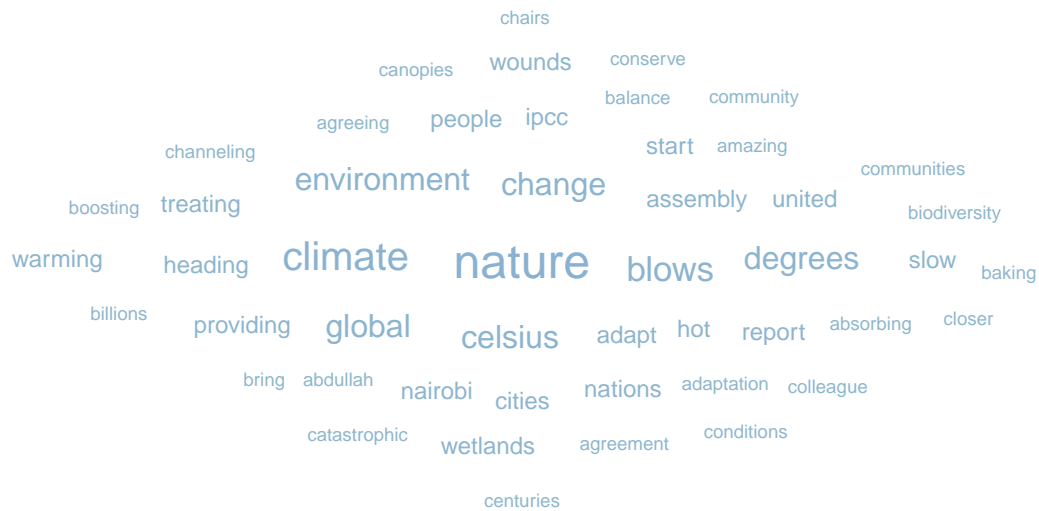 chairs
canopies wounds conserve
balance community
agreeing people ipcc
channeling start amazing
environment change communities
boosting treating assembly united biodiversity
warming heading climate nature blows degrees slow baking
billions providing global celsius adapt hot report absorbing closer
bring abdullah nairobi cities nations adaptation colleague
catastrophic wetlands agreement conditions
centuries